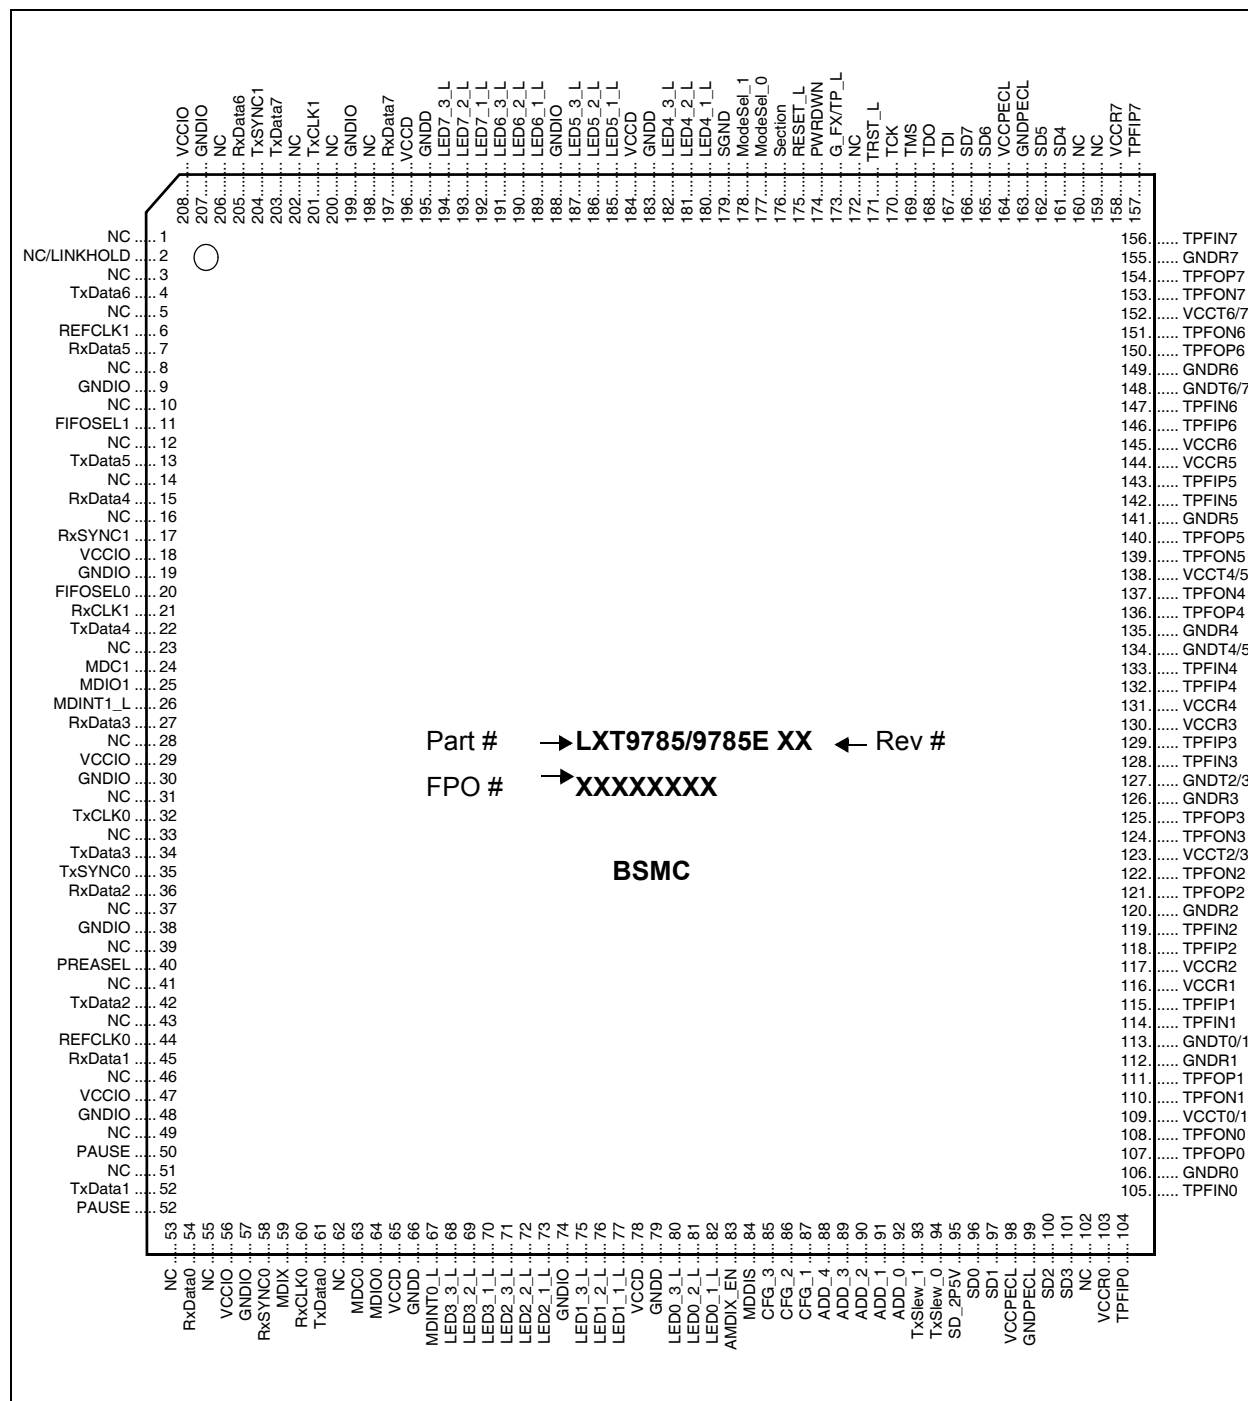 208 ...... VCCIO
207 ...... GNDIO
206 ...... NC
205 ...... RxData6
204 ...... TxSYNC1
203 ...... TxData7
202 ...... NC
201 ...... TxCLK1
200 ...... NC
199 ...... GNDIO
198 ...... NC
197 ...... RxData7
196 ...... VCCD
195 ...... GNDD
194 ...... LED7_3_L
193 ...... LED7_2_L
192 ...... LED7_1_L
191 ...... LED6_3_L
190 ...... LED6_2_L
189 ...... LED6_1_L
188 ...... GNDIO
187 ...... LED5_3_L
186 ...... LED5_2_L
185 ...... LED5_1_L
184 ...... VCCD
183 ...... GNDD
182 ...... LED4_3_L
181 ...... LED4_2_L
180 ...... LED4_1_L
179 ...... SGND
178 ...... ModeSel_1
177 ...... ModeSel_0
176 ...... Section
175 ...... RESET_L
174 ...... PWRDWN
173 ...... G_FX/TP_L
172 ...... NC
171 ...... TRST_L
170 ...... TCK
169 ...... TMS
168 ...... TDO
167 ...... TDI
166 ...... SD7
165 ...... SD6
164 ...... VCCPECL
163 ...... GNDPECL
162 ...... SD5
161 ...... SD4
160 ...... NC
159 ...... NC
158 ...... VCCR7
157 ...... TPFIP7
NC ..... 1
NC/LINKHOLD ..... 2
NC ..... 3
TxData6 ..... 4
NC ..... 5
REFCLK1 ..... 6
RxData5 ..... 7
NC ..... 8
GNDIO ..... 9
NC ..... 10
FIFOSEL1 ..... 11
NC ..... 12
TxData5 ..... 13
NC ..... 14
RxData4 ..... 15
NC ..... 16
RxSYNC1 ..... 17
VCCIO ..... 18
GNDIO ..... 19
FIFOSEL0 ..... 20
RxCLK1 ..... 21
TxData4 ..... 22
NC ..... 23
MDC1 ..... 24
MDIO1 ..... 25
MDINT1_L ..... 26
RxData3 ..... 27
NC ..... 28
VCCIO ..... 29
GNDIO ..... 30
NC ..... 31
TxCLK0 ..... 32
NC ..... 33
TxData3 ..... 34
TxSYNC0 ..... 35
RxData2 ..... 36
NC ..... 37
GNDIO ..... 38
NC ..... 39
PREASEL ..... 40
NC ..... 41
TxData2 ..... 42
NC ..... 43
REFCLK0 ..... 44
RxData1 ..... 45
NC ..... 46
VCCIO ..... 47
GNDIO ..... 48
NC ..... 49
PAUSE ..... 50
NC ..... 51
TxData1 ..... 52
PAUSE ..... 52
Part # LXT9785/9785E XX Rev #
FPO # XXXXXXXX
BSMC
156 ...... TPFIN7
155 ...... GNDR7
154 ...... TPFOP7
153 ...... TPFON7
152 ...... VCCT6/7
151 ...... TPFON6
150 ...... TPFOP6
149 ...... GNDR6
148 ...... GNDT6/7
147 ...... TPFIN6
146 ...... TPFIP6
145 ...... VCCR6
144 ...... VCCR5
143 ...... TPFIP5
142 ...... TPFIN5
141 ...... GNDR5
140 ...... TPFOP5
139 ...... TPFON5
138 ...... VCCT4/5
137 ...... TPFON4
136 ...... TPFOP4
135 ...... GNDR4
134 ...... GNDT4/5
133 ...... TPFIN4
132 ...... TPFIP4
131 ...... VCCR4
130 ...... VCCR3
129 ...... TPFIP3
128 ...... TPFIN3
127 ...... GNDT2/3
126 ...... GNDR3
125 ...... TPFOP3
124 ...... TPFON3
123 ...... VCCT2/3
122 ...... TPFON2
121 ...... TPFOP2
120 ...... GNDR2
119 ...... TPFIN2
118 ...... TPFIP2
117 ...... VCCR2
116 ...... VCCR1
115 ...... TPFIP1
114 ...... TPFIN1
113 ...... GNDT0/1
112 ...... GNDR1
111 ...... TPFOP1
110 ...... TPFON1
109 ...... VCCT0/1
108 ...... TPFON0
107 ...... TPFOP0
106 ...... GNDR0
105 ...... TPFIN0
NC ... 53
RxData0 ... 54
NC ... 55
VCCIO ... 56
GNDIO ... 57
RxSYNC0 ... 58
MDIX ... 59
RxCLK0 ... 60
TxData0 ... 61
NC ... 62
MDC0 ... 63
MDIO0 ... 64
VCCD ... 65
GNDD ... 66
MDINT0_L ... 67
LED3_3_L ... 68
LED3_2_L ... 69
LED3_1_L ... 70
LED2_3_L ... 71
LED2_2_L ... 72
LED2_1_L ... 73
GNDIO ... 74
LED1_3_L ... 75
LED1_2_L ... 76
LED1_1_L ... 77
VCCD ... 78
GNDD ... 79
LED0_3_L ... 80
LED0_2_L ... 81
LED0_1_L ... 82
AMDIX_EN ... 83
MDDIS ... 84
CFG_3 ... 85
CFG_2 ... 86
CFG_1 ... 87
ADD_4 ... 88
ADD_3 ... 89
ADD_2 ... 90
ADD_1 ... 91
ADD_0 ... 92
TxSlew_1 ... 93
TxSlew_0 ... 94
SD_2P5V ... 95
SD0 ... 96
SD1 ... 97
VCCPECL ... 98
GNDPECL ... 99
SD2 ... 100
SD3 ... 101
NC ... 102
VCCR0 ... 103
TPFIP0 ... 104